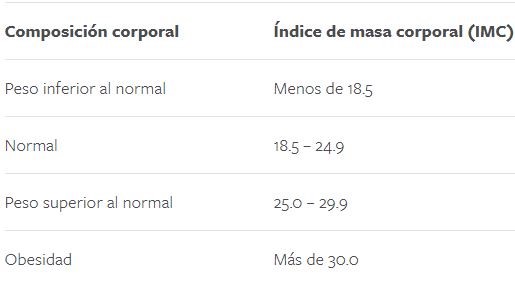 Composición corporal Índice de masa corporal (IMC)
Peso inferior al normal Menos de 18.5
Normal 18.5 – 24.9
Peso superior al normal 25.0 – 29.9
Obesidad Más de 30.0